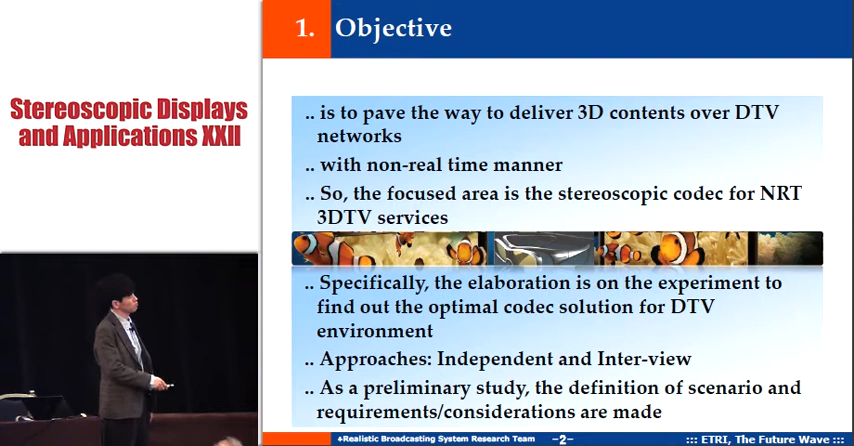 1. Objective
Stereoscopic Displays
and Applications XXII
.. is to pave the way to deliver 3D contents over DTV
networks
.. with non-real time manner
.. So, the focused area is the stereoscopic codec for NRT
3DTV services
.. Specifically, the elaboration is on the experiment to
find out the optimal codec solution for DTV
environment
.. Approaches: Independent and Inter-view
.. As a preliminary study, the definition of scenario and
requirements/considerations are made
♦Realistic Broadcasting System Research Team
–2–
::: ETRI, The Future Wave :::